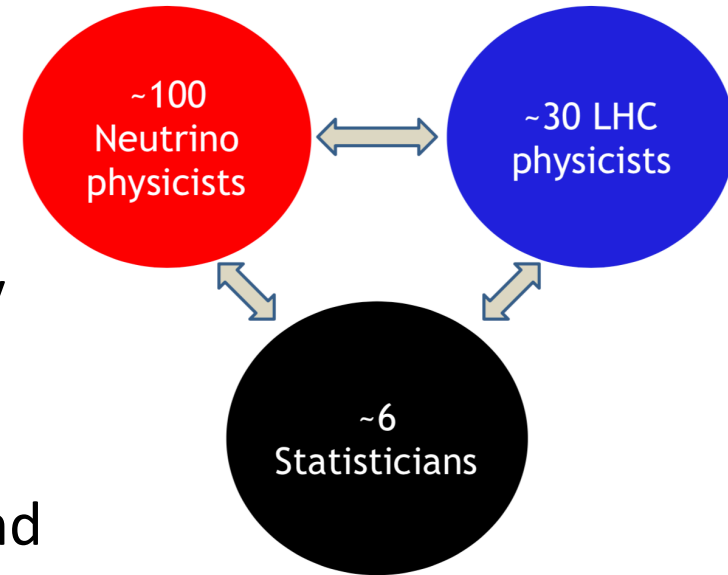 ~100
Neutrino
physicists
~30 LHC
physicists
~6
Statisticians